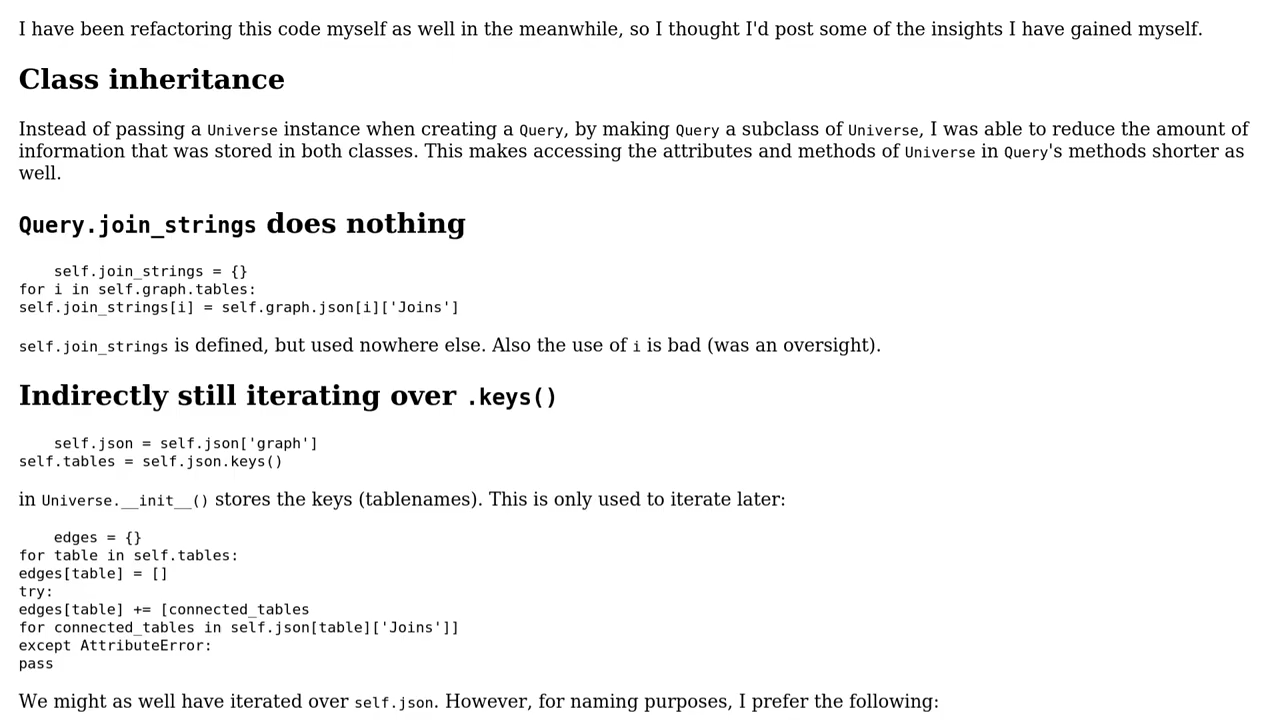 I have been refactoring this code myself as well in the meanwhile, so I thought I'd post some of the insights I have gained myself.
Class inheritance
Instead of passing a Universe instance when creating a Query, by making Query a subclass of Universe, I was able to reduce the amount of
information that was stored in both classes. This makes accessing the attributes and methods of Universe in Query's methods shorter as
well.
Query.join_strings does nothing
    self.join_strings = {}
for i in self.graph.tables:
self.join_strings[i] = self.graph.json[i]['Joins']
self.join_strings is defined, but used nowhere else. Also the use of i is bad (was an oversight).
Indirectly still iterating over .keys()
    self.json = self.json['graph']
self.tables = self.json.keys()
in Universe.__init__() stores the keys (tablenames). This is only used to iterate later:
    edges = {}
for table in self.tables:
edges[table] = []
try:
edges[table] += [connected_tables
for connected_tables in self.json[table]['Joins']]
except AttributeError:
pass
We might as well have iterated over self.json. However, for naming purposes, I prefer the following: